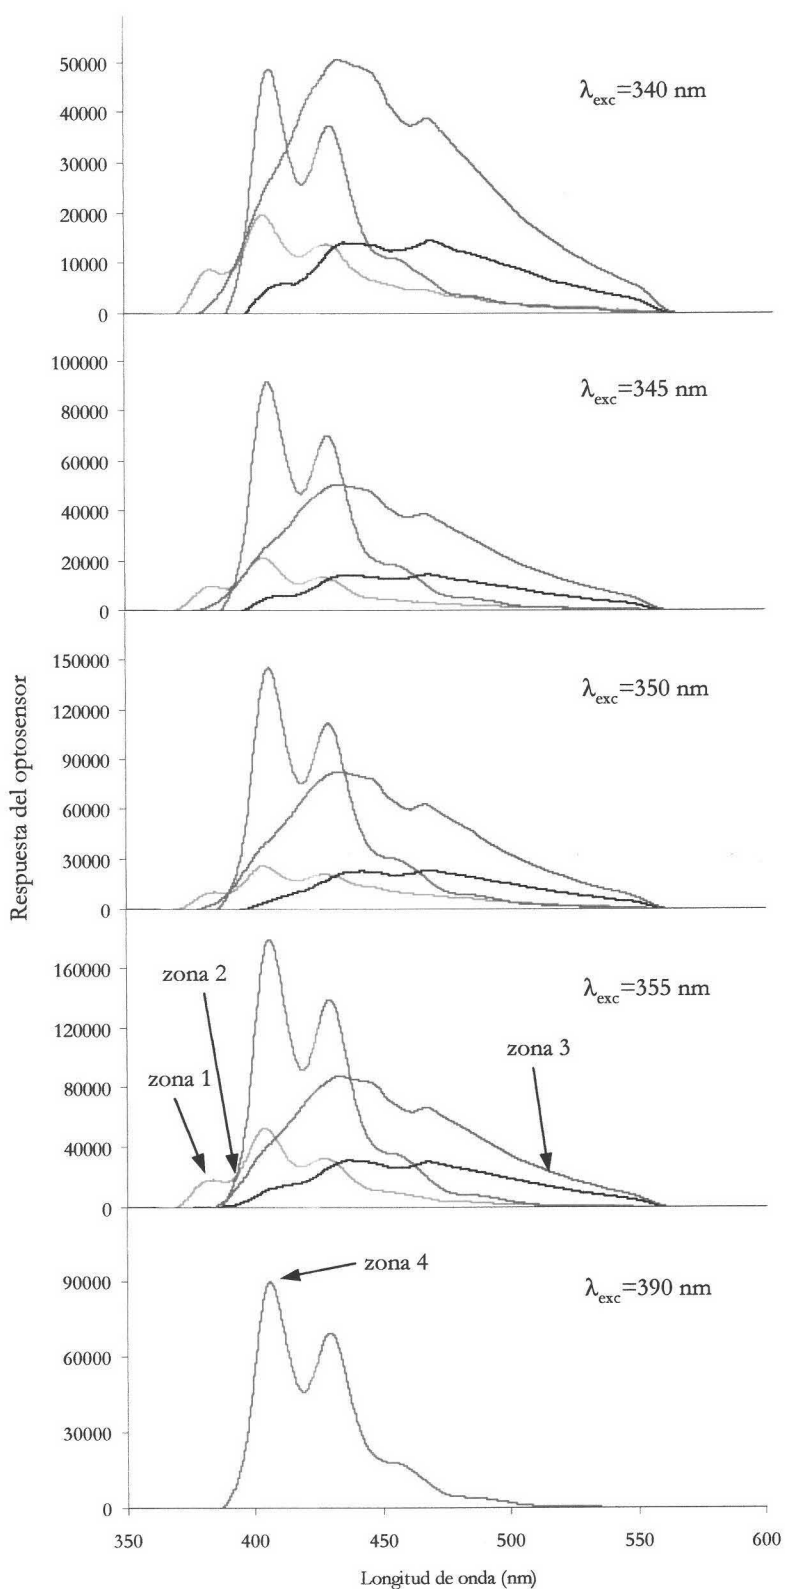 50000
40000
30000
20000
10000
0
λexc=340 nm
100000
80000
60000
40000
20000
0
λexc=345 nm
150000
120000
90000
60000
30000
0
λexc=350 nm
Respuesta del optosensor
160000
120000
80000
40000
0
zona 2
zona 1
zona 3
λexc=355 nm
90000
60000
30000
0
zona 4
λexc=390 nm
350 400 450 500 550 600
Longitud de onda (nm)